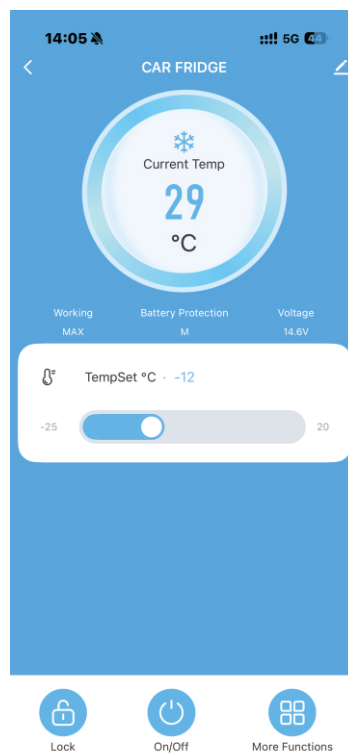 14:05 5G 44
CAR FRIDGE
Current Temp
29
°C
Working Battery Protection Voltage
MAX M 14.6V
TempSet °C · -12
-25 20
Lock On/Off More Functions